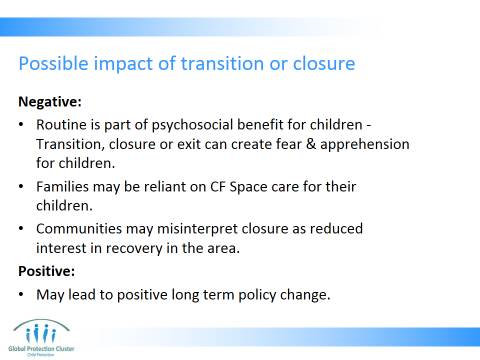 Possible impact of transition or closure
Negative:
• Routine is part of psychosocial benefit for children -
Transition, closure or exit can create fear & apprehension
for children.
• Families may be reliant on CF Space care for their
children.
• Communities may misinterpret closure as reduced
interest in recovery in the area.
Positive:
• May lead to positive long term policy change.
Global Protection Cluster
Child Protection